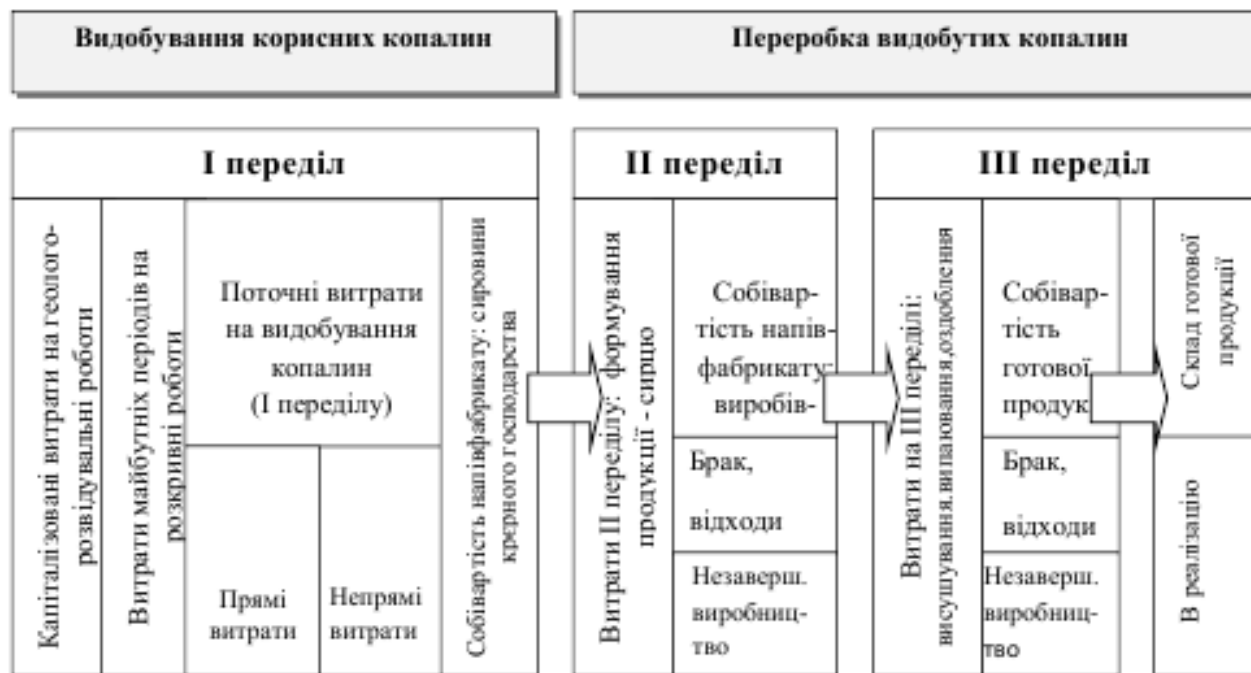 Видобування корисних копалин
Переробка видобутих копалин
І переділ
Капіталізовані витрати на геолого-
розвідувальні роботи
Витрати майбутніх періодів на
розкривні роботи
Поточні витрати
на видобування
копалин
(І переділу)
Прямі
витрати
Непрямі
витрати
Собівартість напівфабрикату: сировини
крєрного господарства
ІІ переділ
Витрати ІІ переділу: формування
продукції - сирцю
Собівар-
тість напів-
фабрикату:
виробів-
Брак,
відходи
Незаверш.
виробниц-
тво
ІІІ переділ
Витрати на ІІІ переділі:
висушування,випаювання,оздоблення
Собівар-
тість
готової
продук
Брак,
відходи
Незаверш.
виробниц-
тво
Склад готової
продукції
В реалізацію